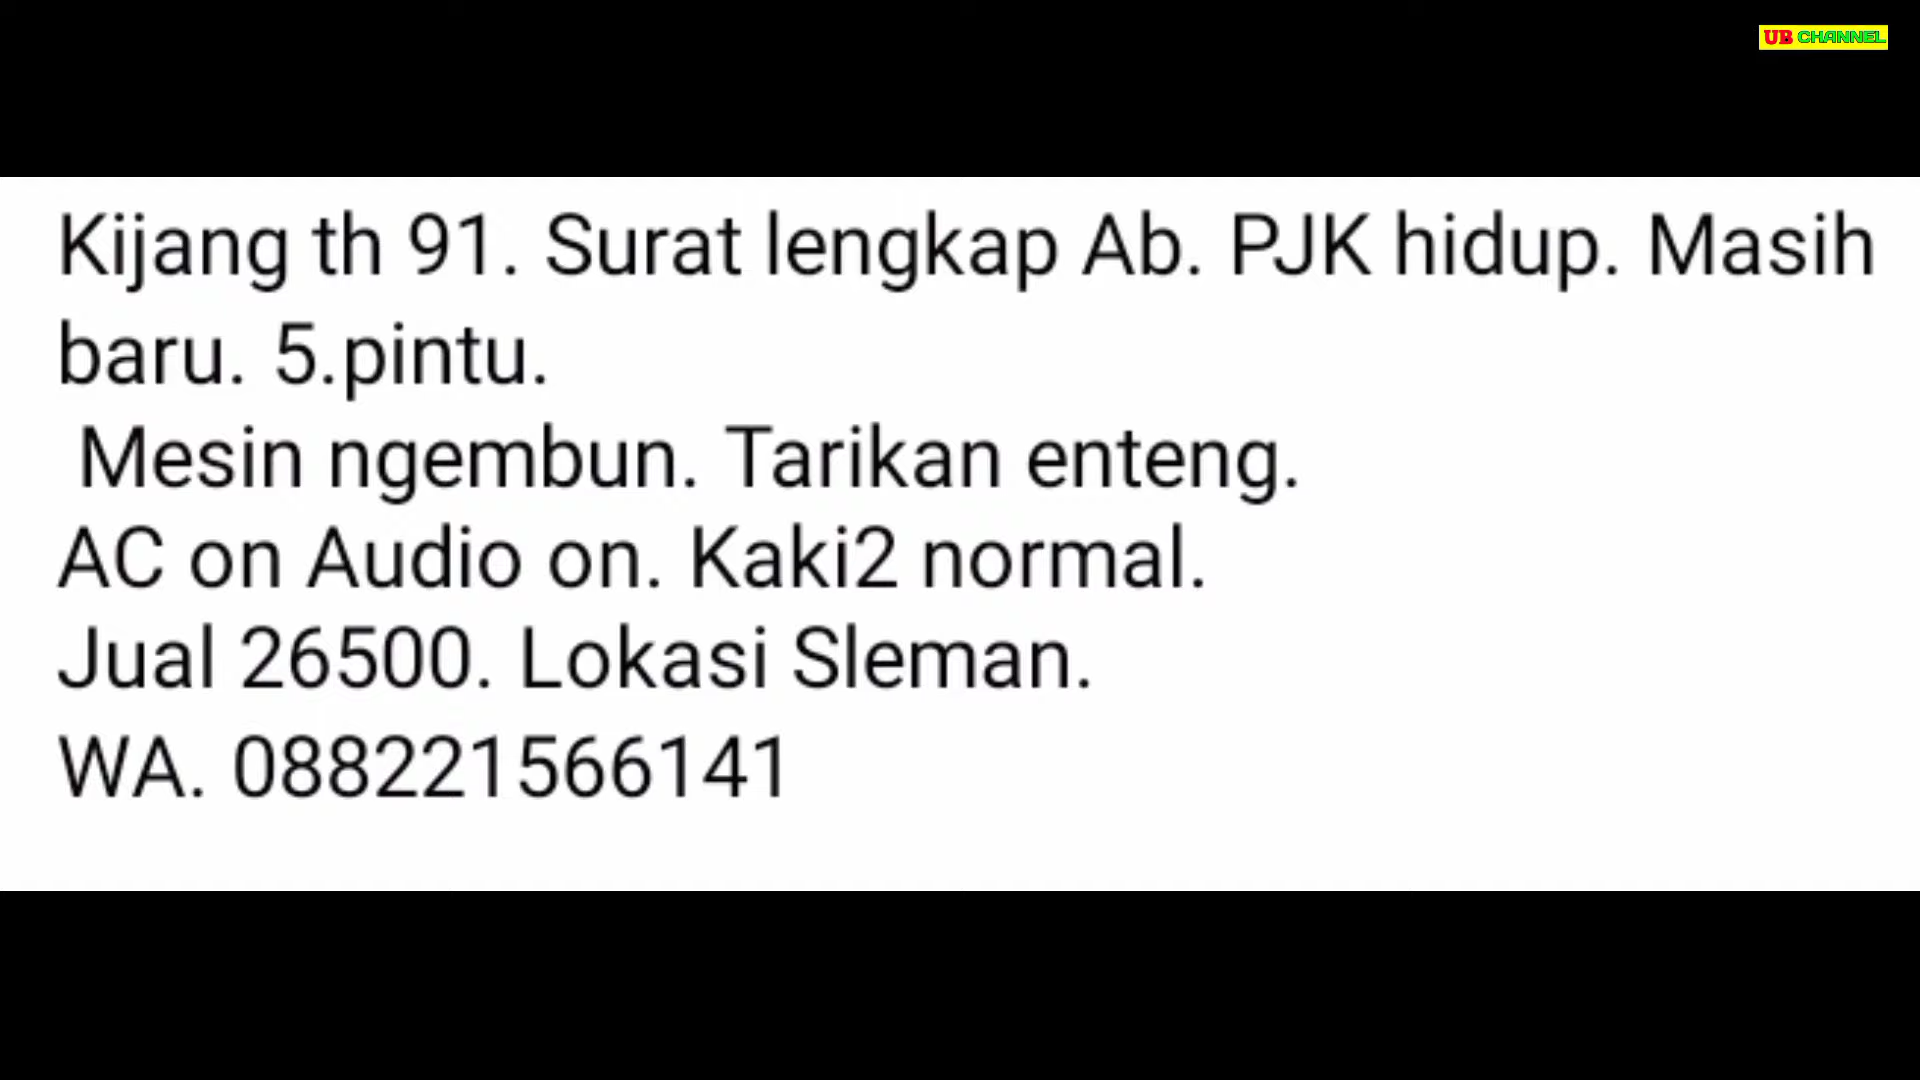 UB CHANNEL
Kijang th 91. Surat lengkap Ab. PJK hidup. Masih
baru. 5.pintu.
Mesin ngembun. Tarikan enteng.
AC on Audio on. Kaki2 normal.
Jual 26500. Lokasi Sleman.
WA. 088221566141